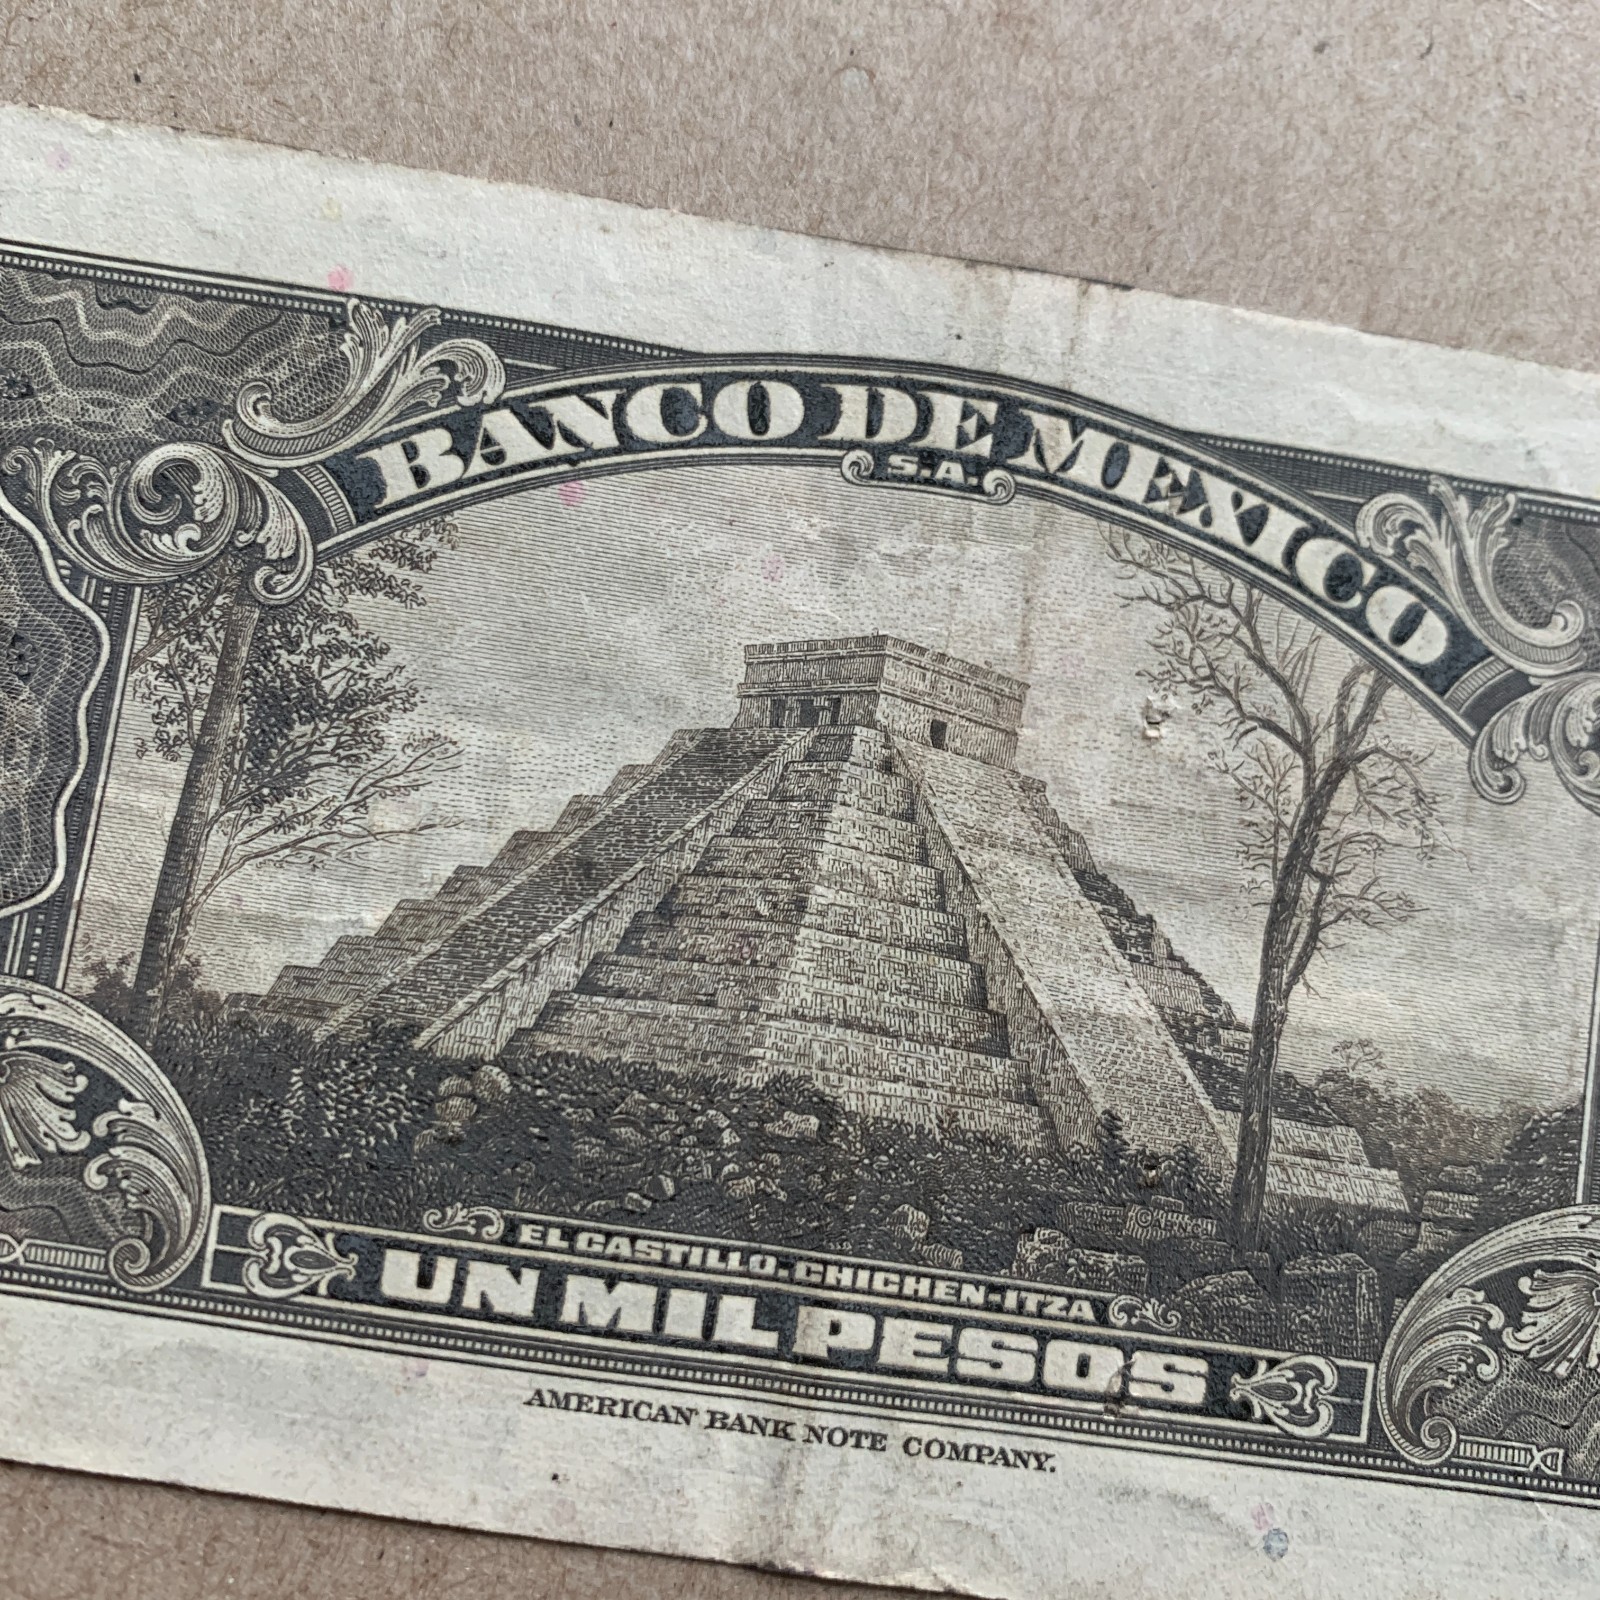 BANCO DE MEXICO
S.A.
EL CASTILLO-CHICHEN-ITZA
UN MIL PESOS
AMERICAN BANK NOTE COMPANY.